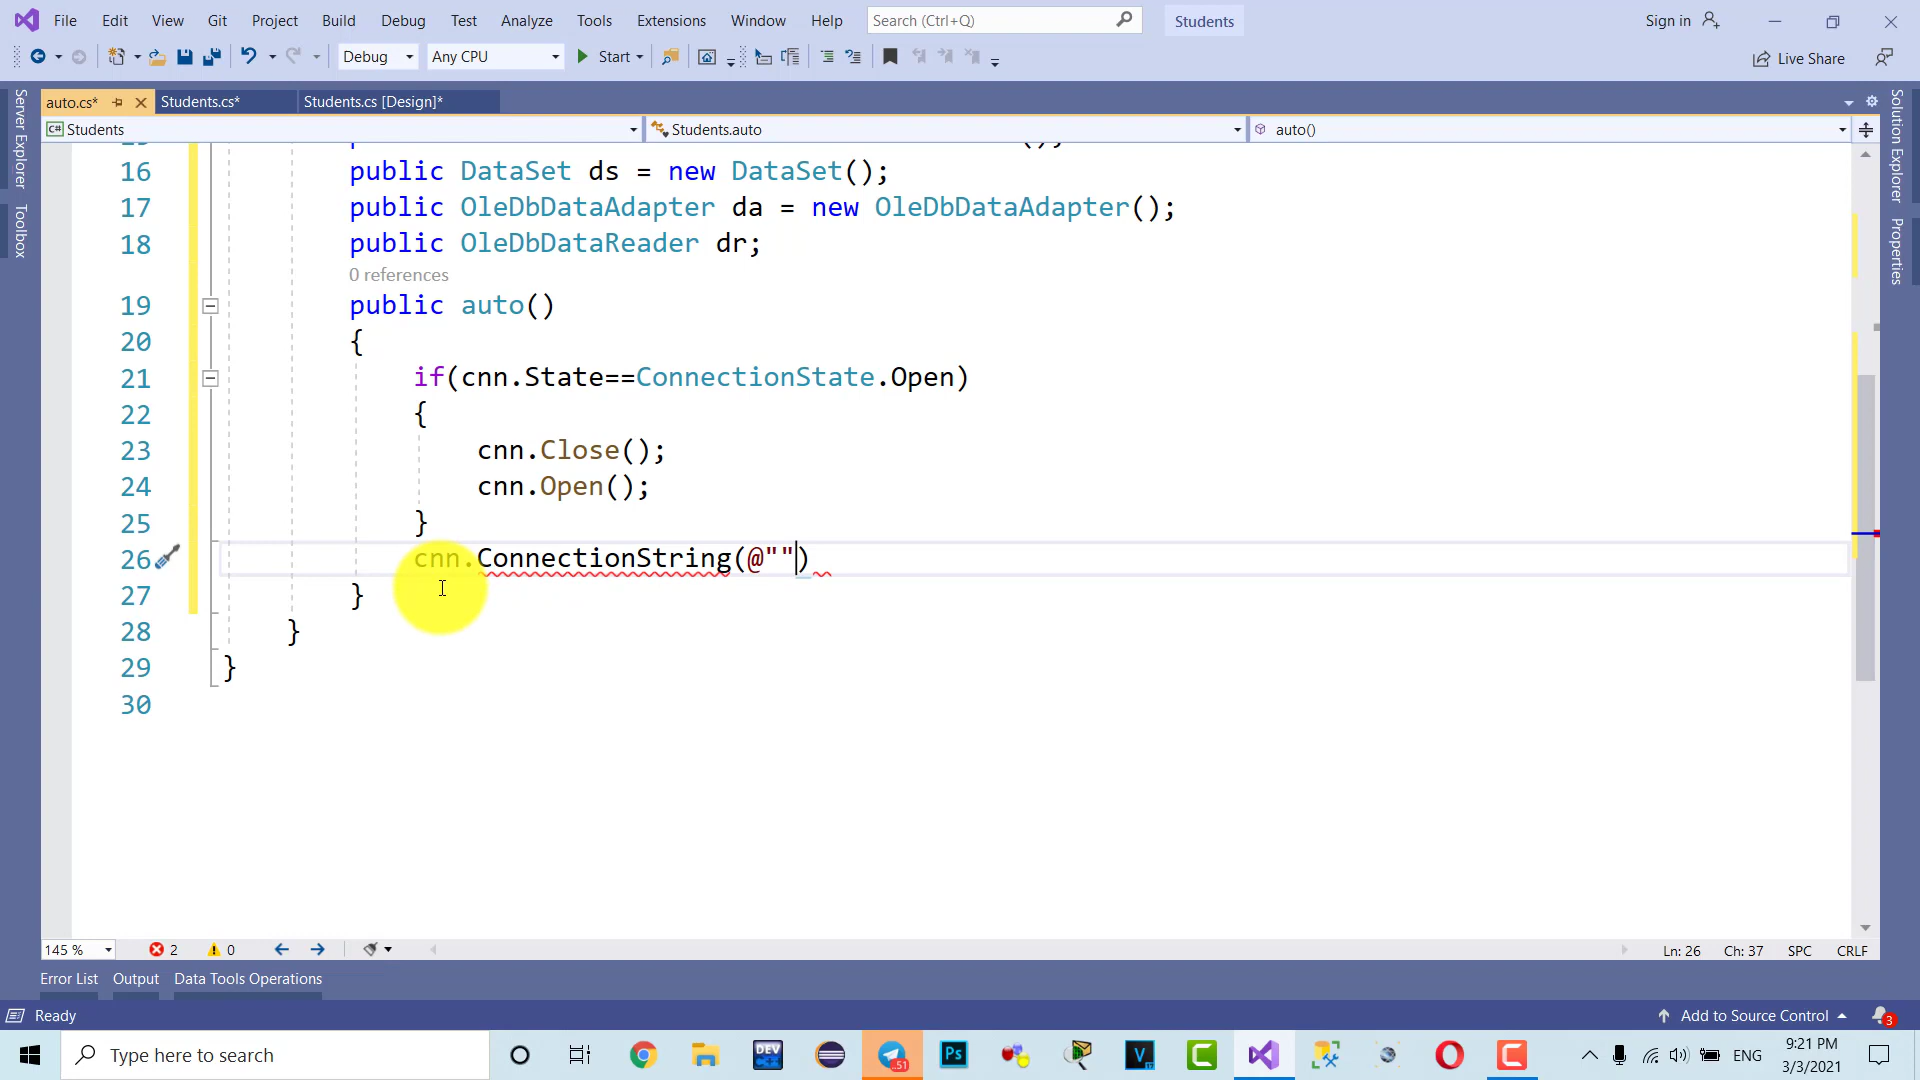 File Edit View Git Project Build Debug Test Analyze Tools Extensions Window Help Search (Ctrl+Q) Students Sign in
Debug Any CPU Start Live Share
auto.cs* Students.cs* Students.cs [Design]*
Students Students.auto auto()
Server Explorer
Toolbox
Solution Explorer
Properties
16 public DataSet ds = new DataSet();
17 public OleDbDataAdapter da = new OleDbDataAdapter();
18 public OleDbDataReader dr;
0 references
19 public auto()
20 {
21 if(cnn.State==ConnectionState.Open)
22 {
23 cnn.Close();
24 cnn.Open();
25 }
26 cnn.ConnectionString(@"")
27 }
28 }
29 }
30
145 % 2 0 Ln: 26 Ch: 37 SPC CRLF
Error List Output Data Tools Operations
Ready Add to Source Control 3
Type here to search DEV 51 Ps V ENG 9:21 PM
3/3/2021